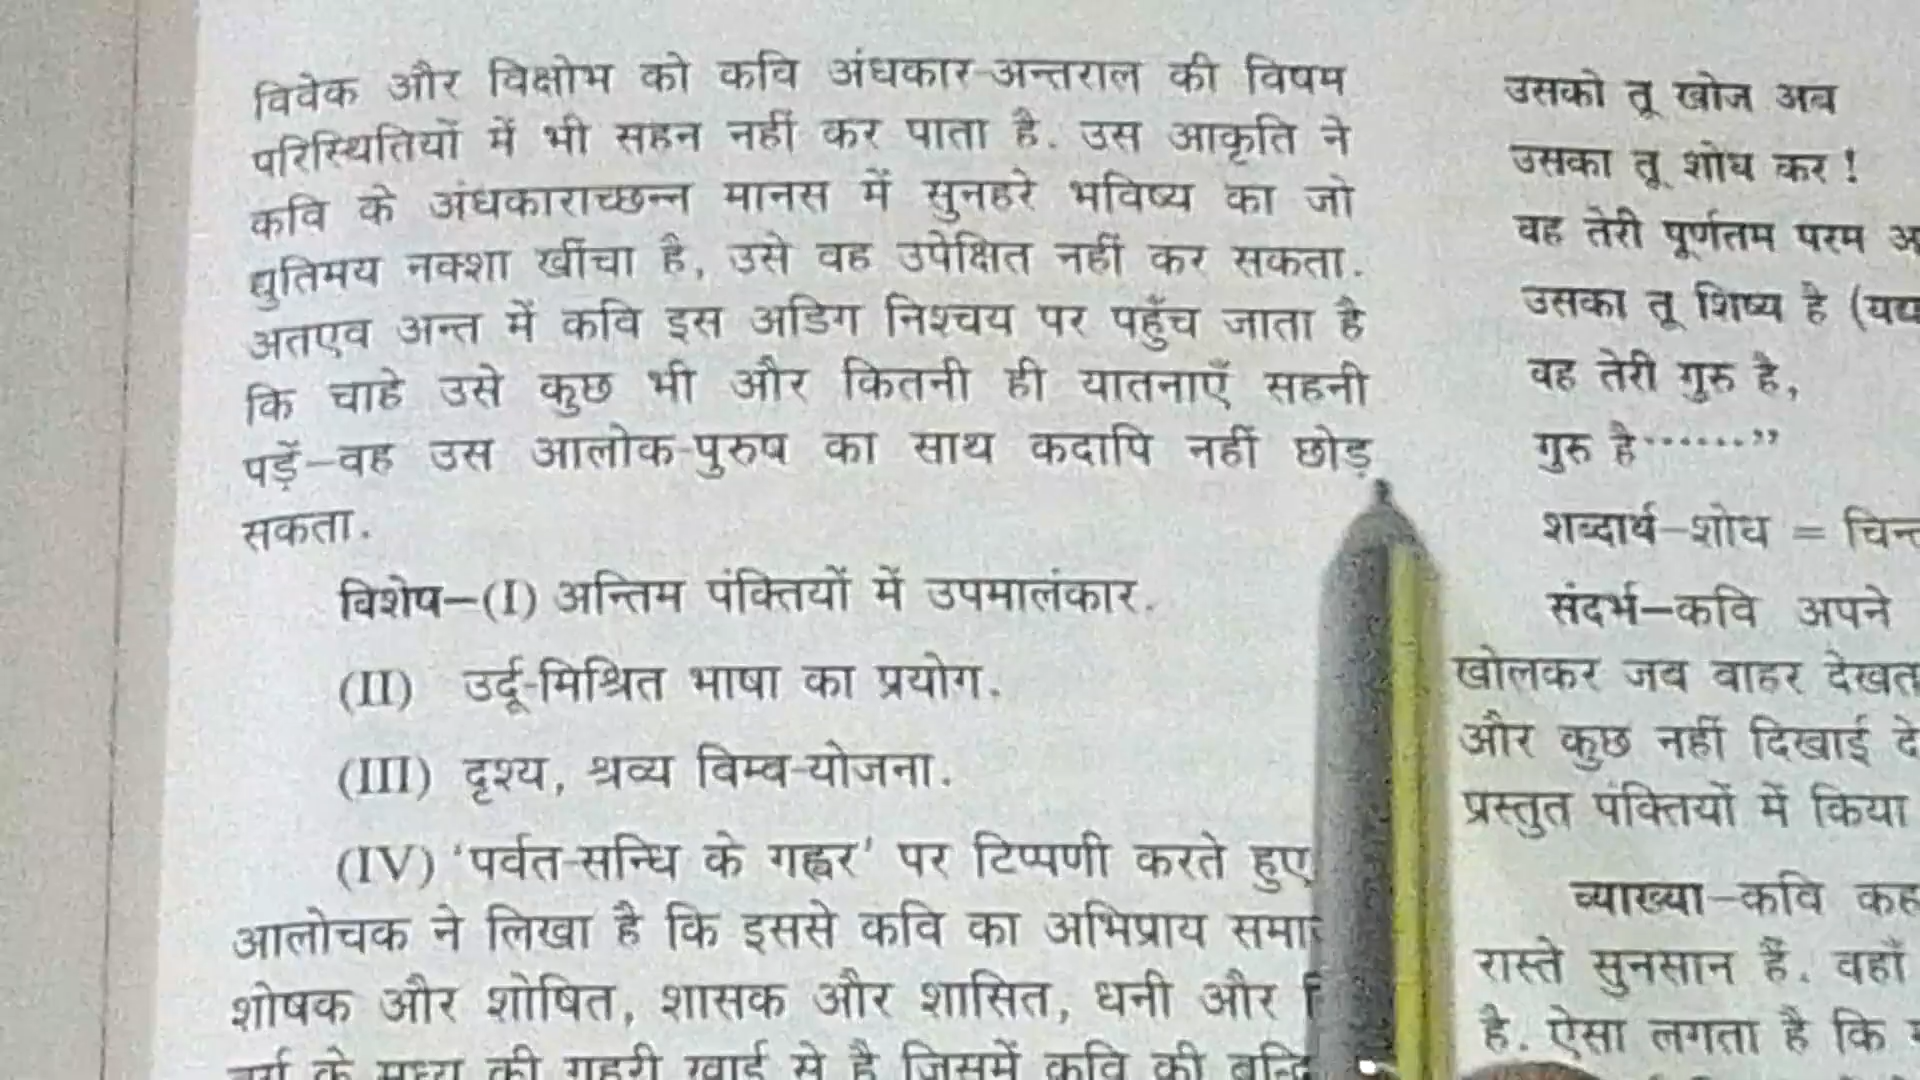 विवेक और विक्षोभ को कवि अंधकार-अन्तराल की विषम
परिस्थितियों में भी सहन नहीं कर पाता है. उस आकृति ने
कवि के अंधकाराच्छन्न मानस में सुनहरे भविष्य का जो
द्युतिमय नक्शा खींचा है, उसे वह उपेक्षित नहीं कर सकता.
अतएव अन्त में कवि इस अडिग निश्चय पर पहुँच जाता है
कि चाहे उसे कुछ भी और कितनी ही यातनाएँ सहनी
पड़ें–वह उस आलोक-पुरुष का साथ कदापि नहीं छोड़
सकता.
विशेष–(I) अन्तिम पंक्तियों में उपमालंकार.
(II) उर्दू-मिश्रित भाषा का प्रयोग.
(III) दृश्य, श्रव्य बिम्ब-योजना.
(IV) ‘पर्वत-सन्धि के गह्वर’ पर टिप्पणी करते हुए
आलोचक ने लिखा है कि इससे कवि का अभिप्राय
शोषक और शोषित, शासक और शासित, धनी और
वर्ग के मध्य की गहरी खाई से है जिसमें कवि की
उसको तू खोज अब
उसका तू शोध कर !
वह तेरी पूर्णतम परम
उसका तू शिष्य है
वह तेरी गुरु है,
गुरु है.......”
शब्दार्थ–शोध =
संदर्भ–कवि अपने
खोलकर जब बाहर
और कुछ नहीं दिखाई
प्रस्तुत पंक्तियों में किया
व्याख्या–कवि
रास्ते सुनसान हैं. वहाँ
है. ऐसा लगता है कि